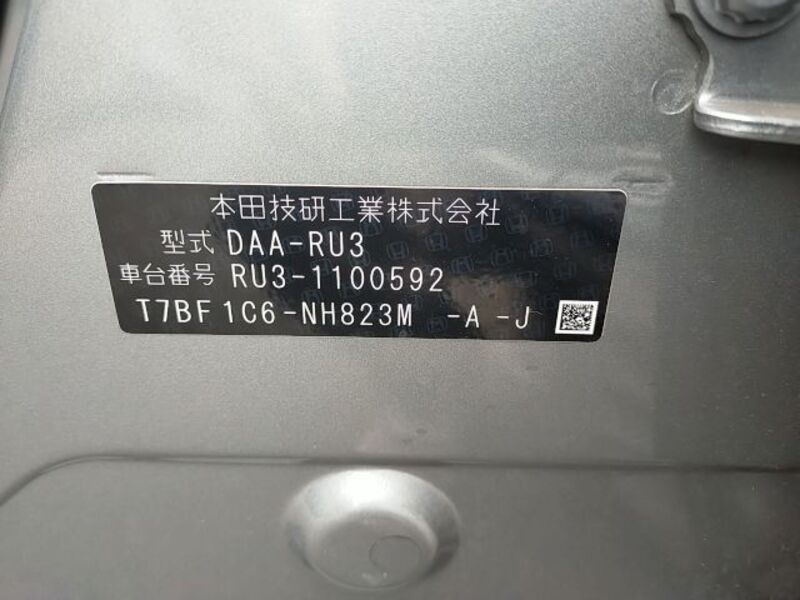 本田技研工業株式会社
型式 DAA-RU3
車台番号 RU3-1100592
T7BF1C6-NH823M -A -J